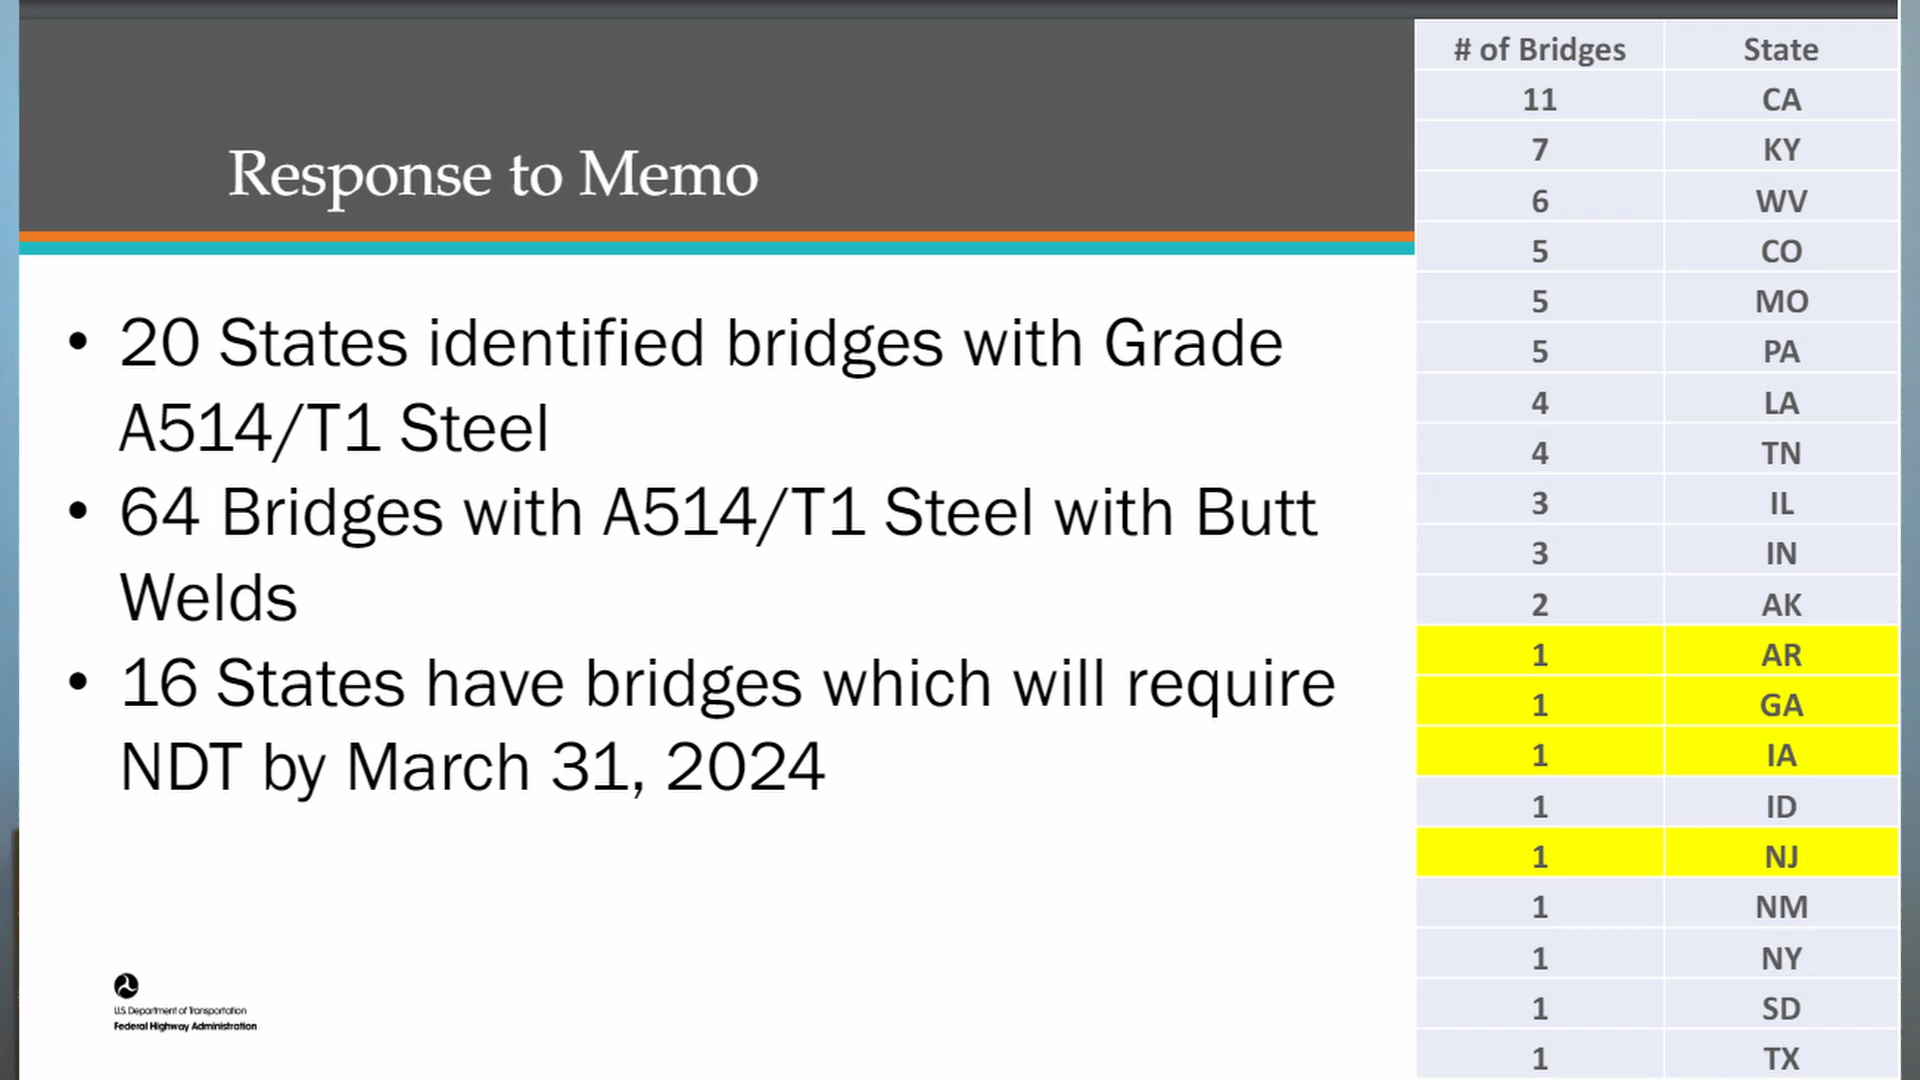 Response to Memo
• 20 States identified bridges with Grade
A514/T1 Steel
• 64 Bridges with A514/T1 Steel with Butt
Welds
• 16 States have bridges which will require
NDT by March 31, 2024
U.S. Department of Transportation
Federal Highway Administration
# of Bridges State
11 CA
7 KY
6 WV
5 CO
5 MO
5 PA
4 LA
4 TN
3 IL
3 IN
2 AK
1 AR
1 GA
1 IA
1 ID
1 NJ
1 NM
1 NY
1 SD
1 TX